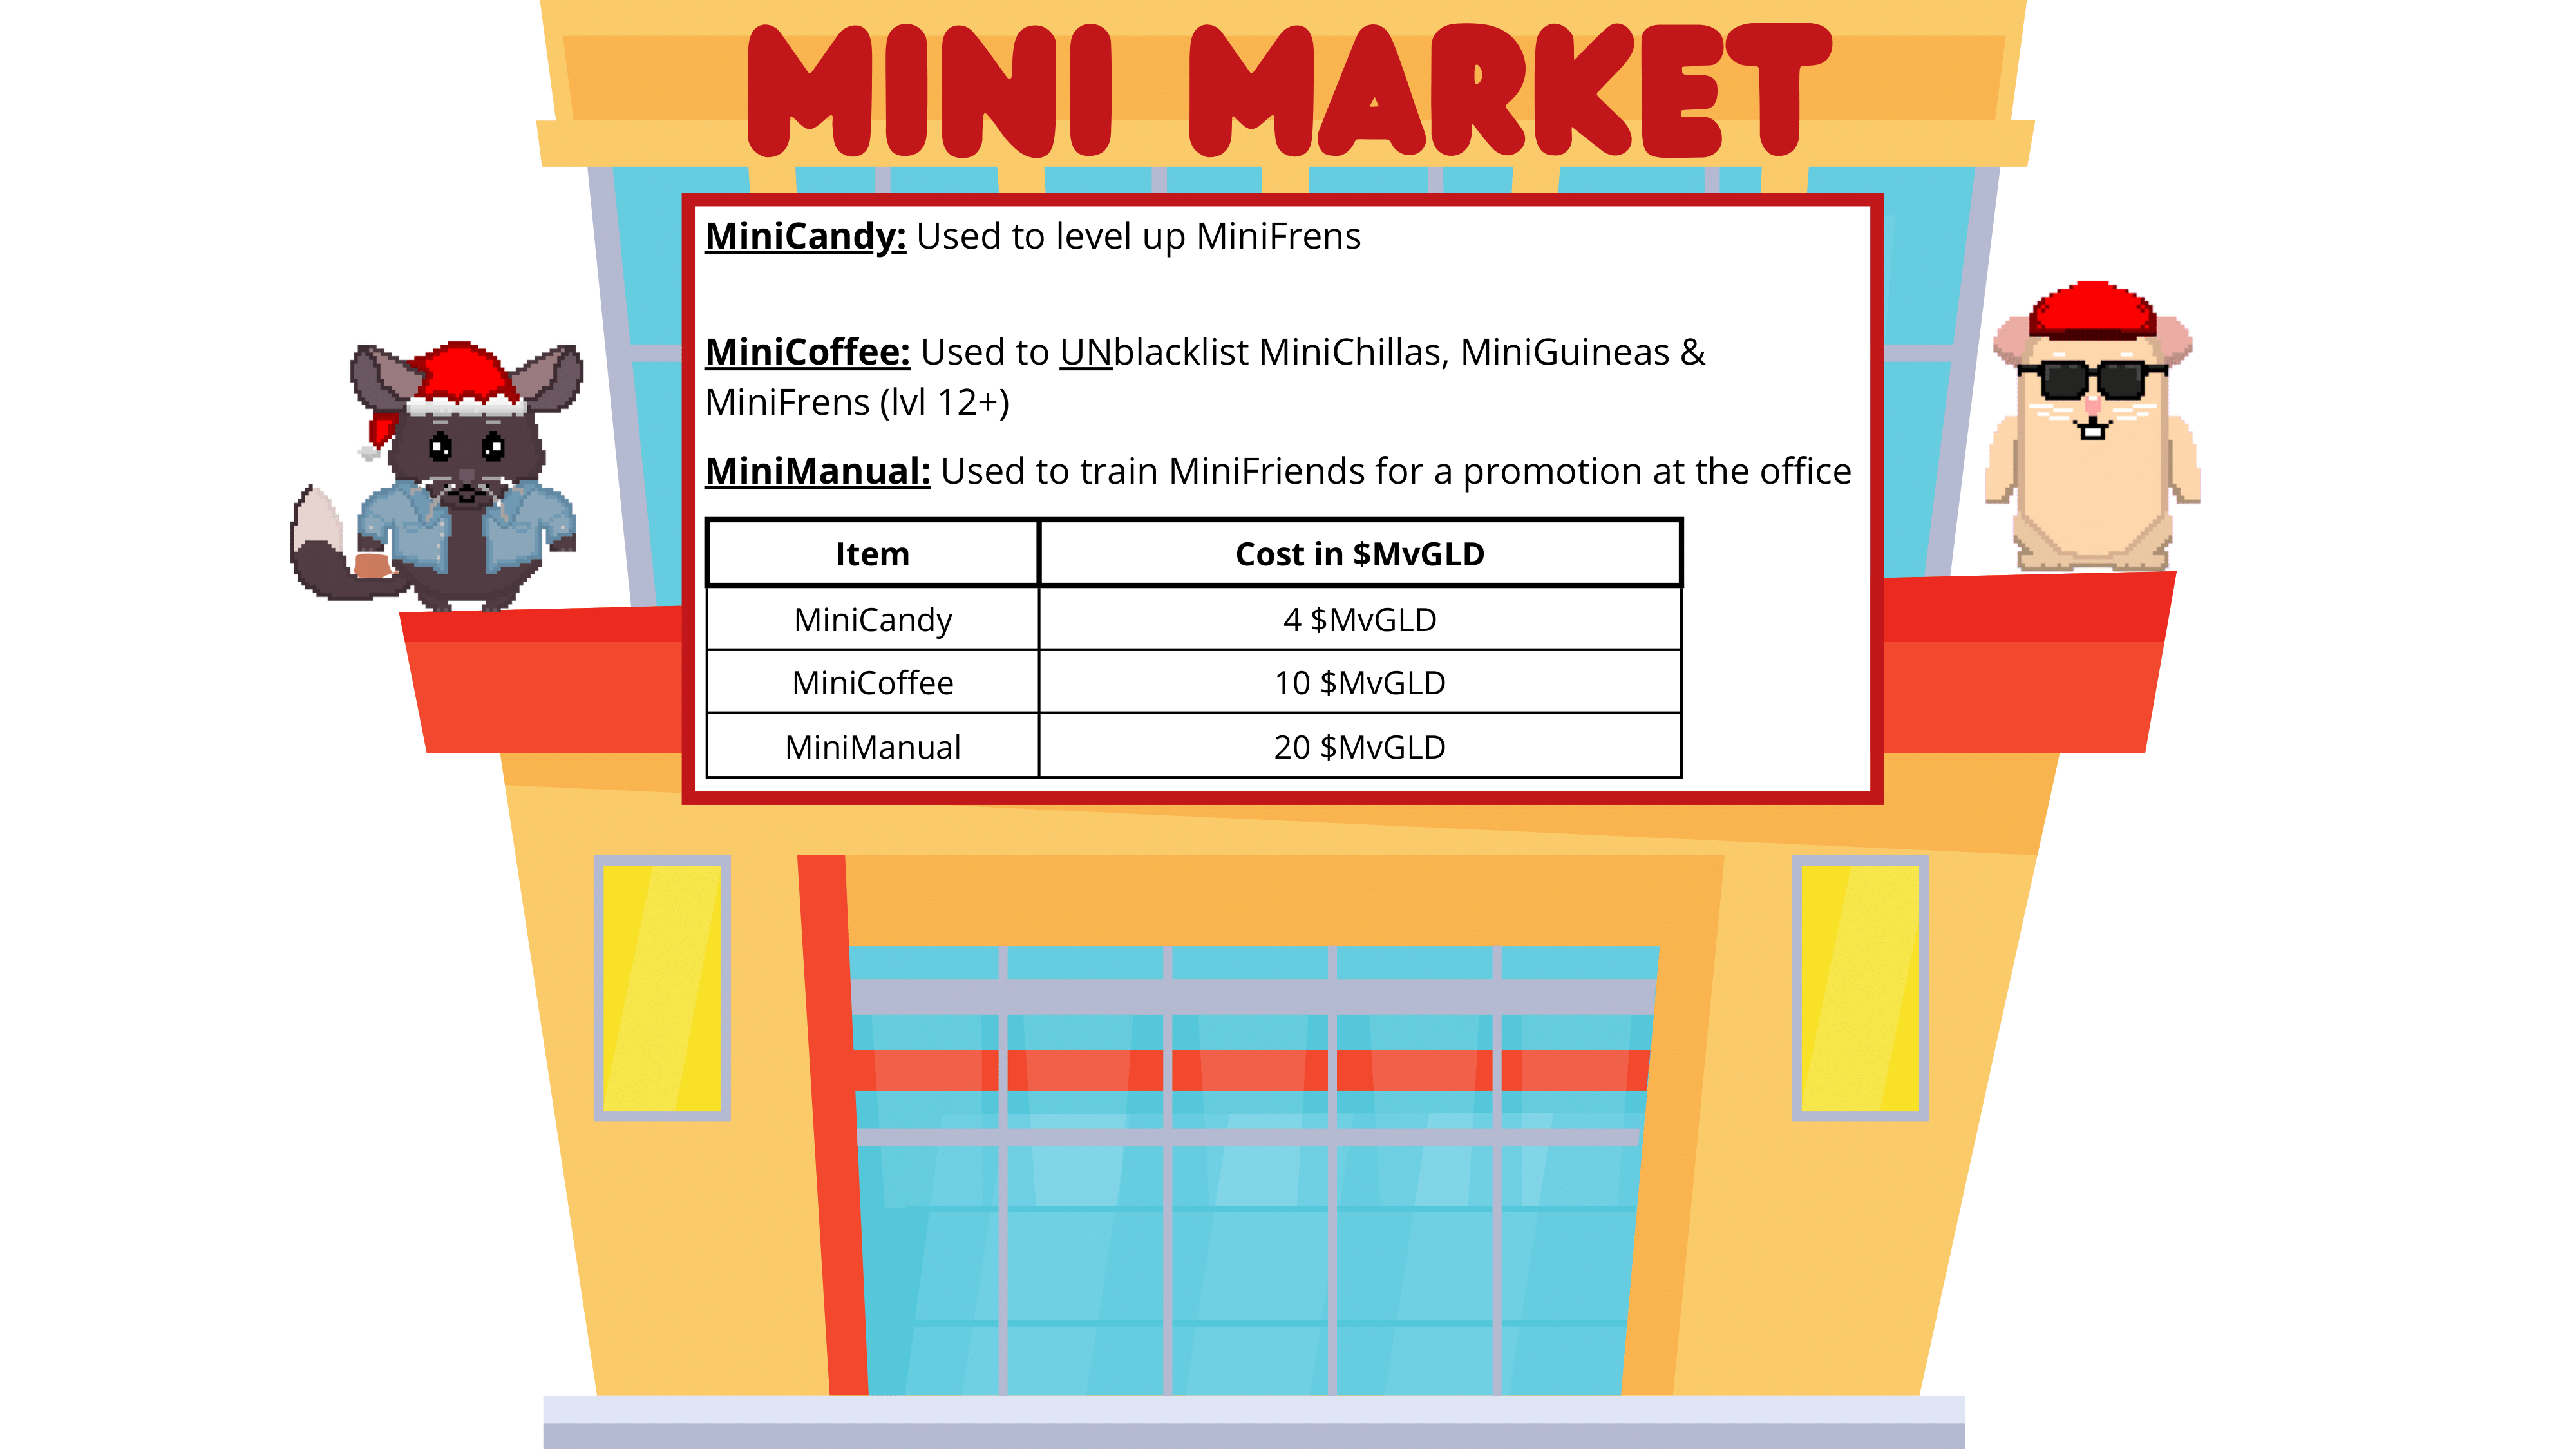 MINI MARKET
MiniCandy: Used to level up MiniFrens
MiniCoffee: Used to UNblacklist MiniChillas, MiniGuineas &
MiniFrens (lvl 12+)
MiniManual: Used to train MiniFriends for a promotion at the office
Item Cost in $MvGLD
MiniCandy 4 $MvGLD
MiniCoffee 10 $MvGLD
MiniManual 20 $MvGLD